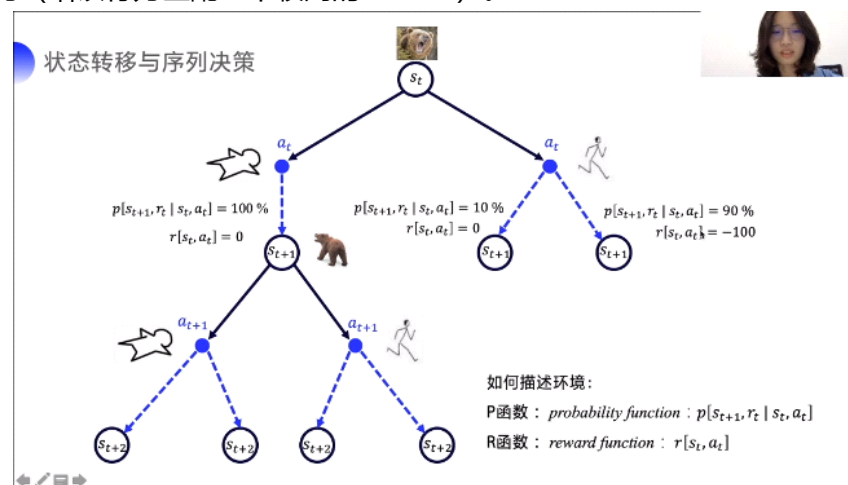 状态转移与序列决策
s_t
a_t
a_t
p[s_{t+1}, r_t | s_t, a_t] = 100 %
r[s_t, a_t] = 0
p[s_{t+1}, r_t | s_t, a_t] = 10 %
r[s_t, a_t] = 0
p[s_{t+1}, r_t | s_t, a_t] = 90 %
r[s_t, a_t] = −100
s_{t+1}
s_{t+1}
s_{t+1}
a_{t+1}
a_{t+1}
s_{t+2}
s_{t+2}
s_{t+2}
s_{t+2}
如何描述环境：
P函数： probability function：p[s_{t+1}, r_t | s_t, a_t]
R函数： reward function： r[s_t, a_t]